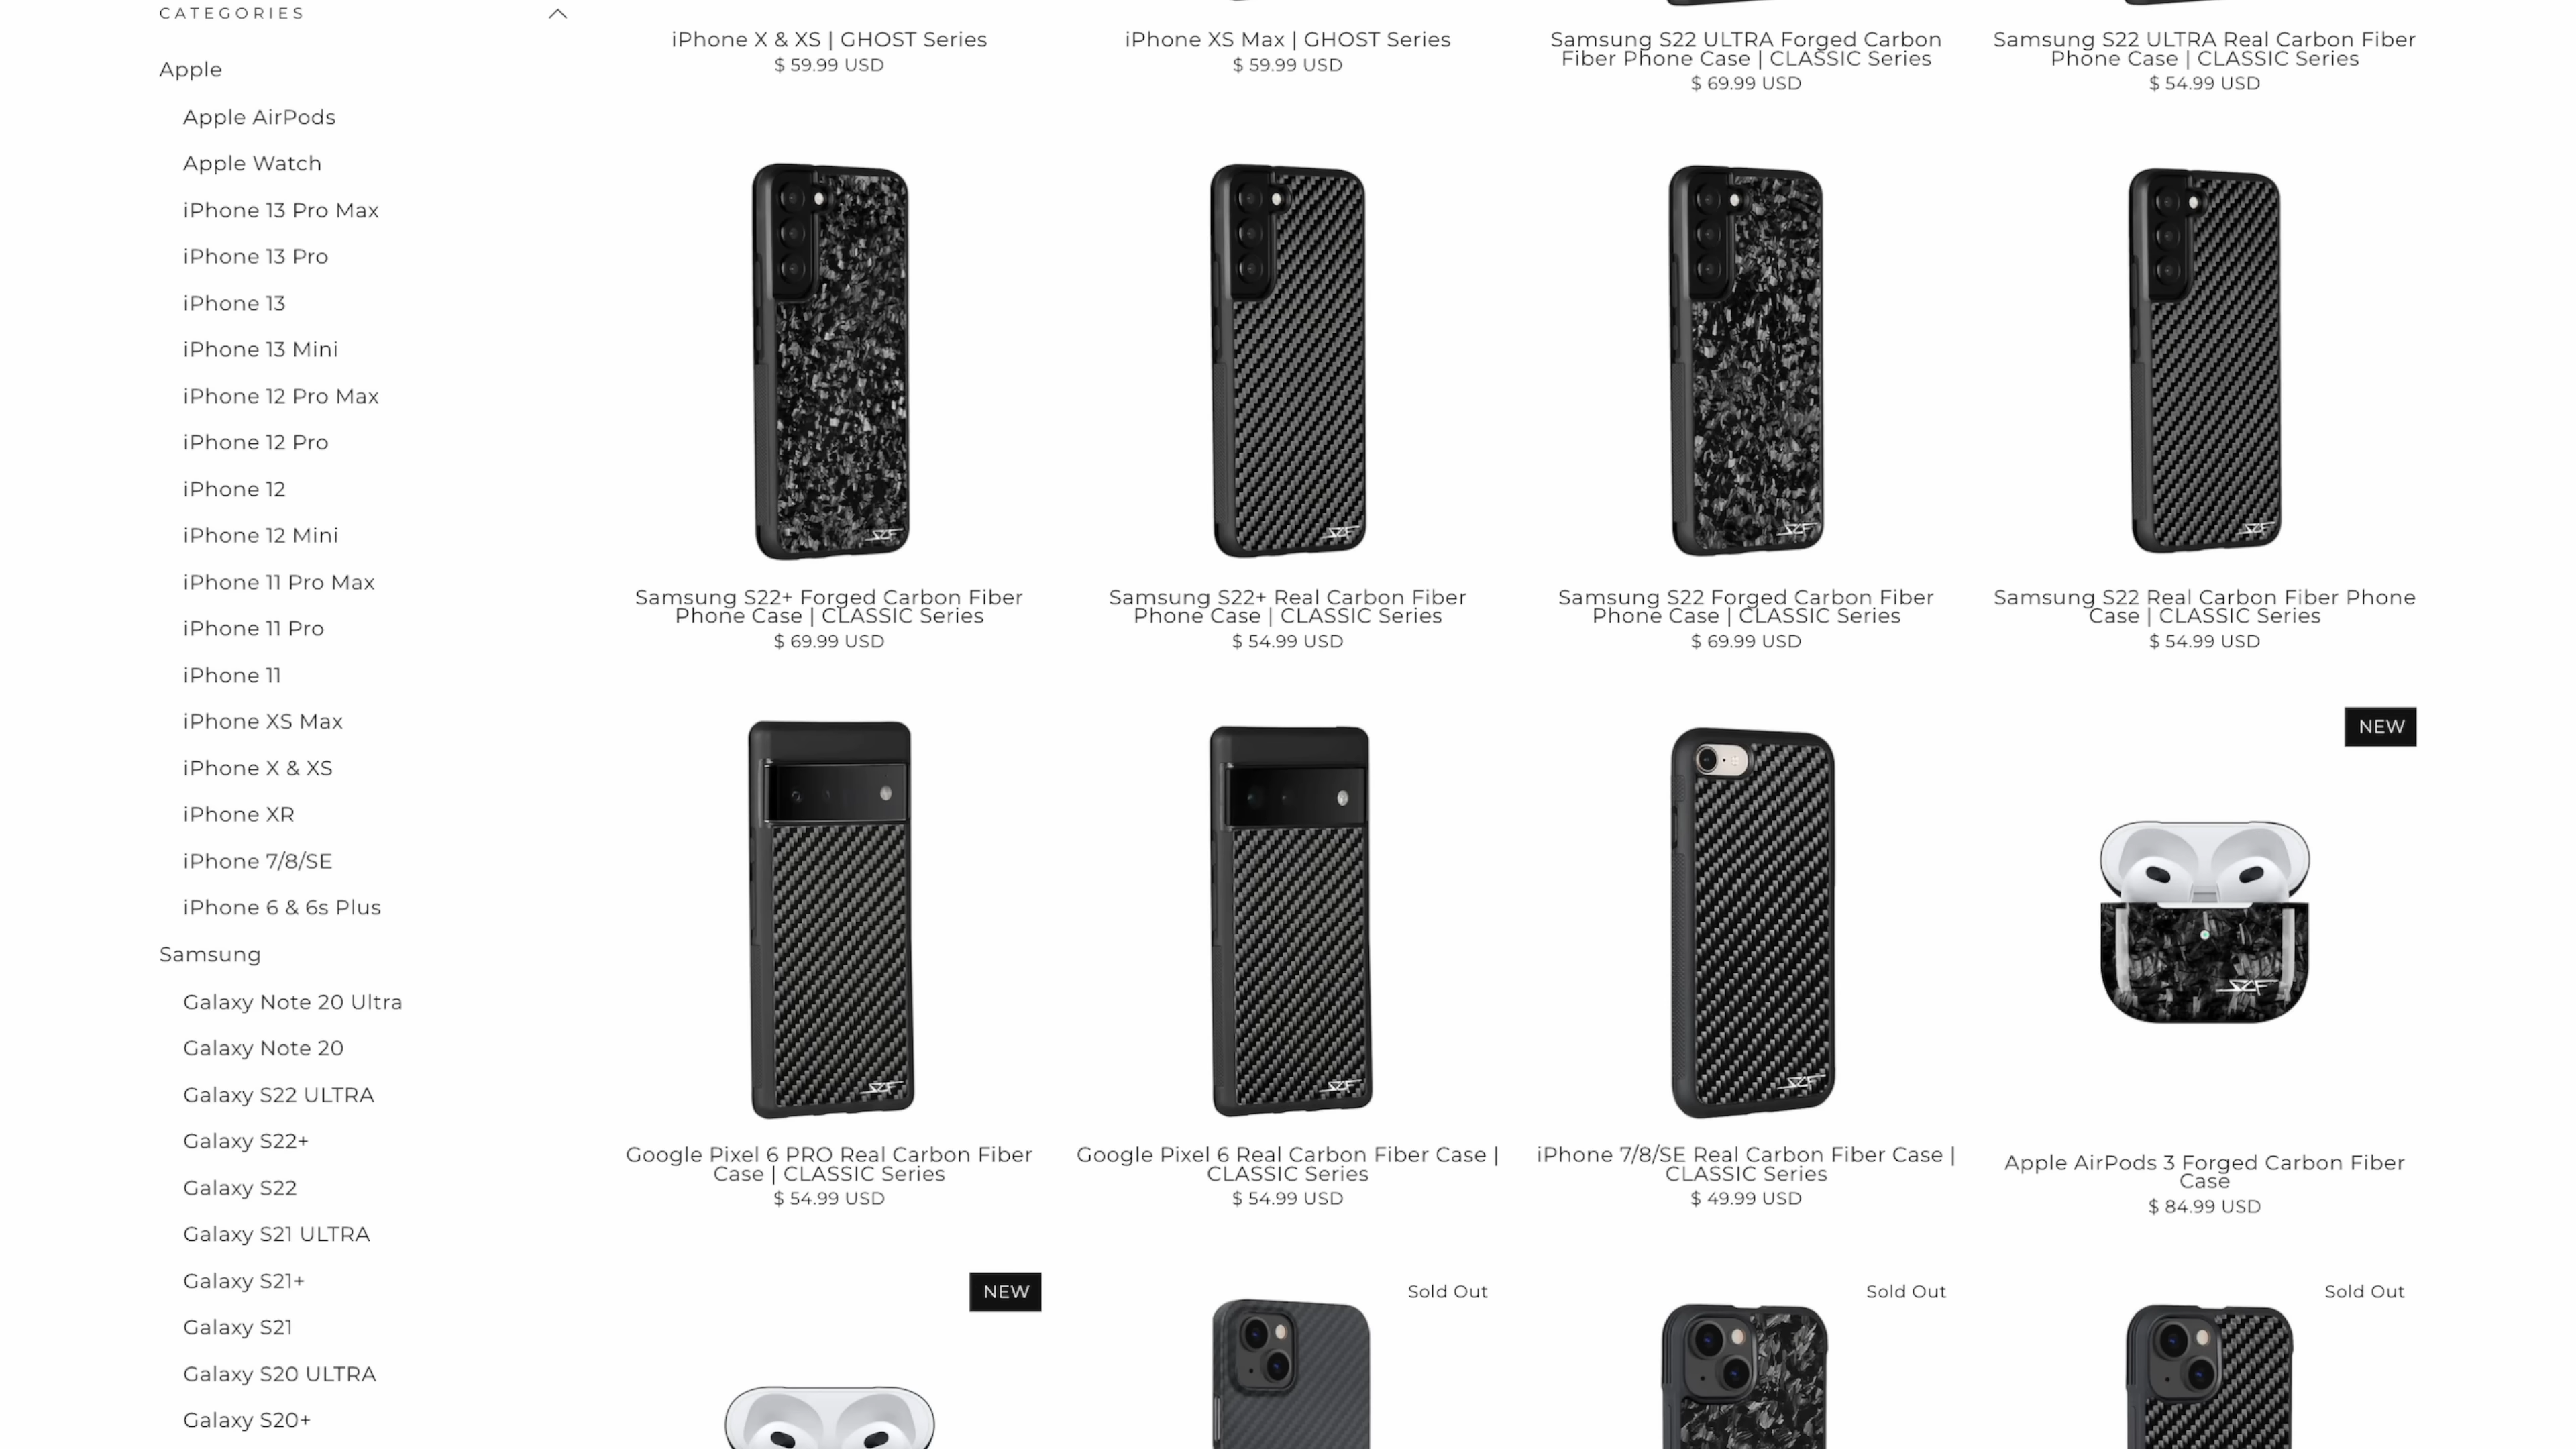 CATEGORIES
Apple
Apple AirPods
Apple Watch
iPhone 13 Pro Max
iPhone 13 Pro
iPhone 13
iPhone 13 Mini
iPhone 12 Pro Max
iPhone 12 Pro
iPhone 12
iPhone 12 Mini
iPhone 11 Pro Max
iPhone 11 Pro
iPhone 11
iPhone XS Max
iPhone X & XS
iPhone XR
iPhone 7/8/SE
iPhone 6 & 6s Plus
Samsung
Galaxy Note 20 Ultra
Galaxy Note 20
Galaxy S22 ULTRA
Galaxy S22+
Galaxy S22
Galaxy S21 ULTRA
Galaxy S21+
Galaxy S21
Galaxy S20 ULTRA
Galaxy S20+
iPhone X & XS | GHOST Series
$ 59.99 USD
iPhone XS Max | GHOST Series
$ 59.99 USD
Samsung S22 ULTRA Forged Carbon
Fiber Phone Case | CLASSIC Series
$ 69.99 USD
Samsung S22 ULTRA Real Carbon Fiber
Phone Case | CLASSIC Series
$ 54.99 USD
SCF
SCF
SCF
SCF
Samsung S22+ Forged Carbon Fiber
Phone Case | CLASSIC Series
$ 69.99 USD
Samsung S22+ Real Carbon Fiber
Phone Case | CLASSIC Series
$ 54.99 USD
Samsung S22 Forged Carbon Fiber
Phone Case | CLASSIC Series
$ 69.99 USD
Samsung S22 Real Carbon Fiber Phone
Case | CLASSIC Series
$ 54.99 USD
NEW
SCF
SCF
SCF
SCF
Google Pixel 6 PRO Real Carbon Fiber
Case | CLASSIC Series
$ 54.99 USD
Google Pixel 6 Real Carbon Fiber Case |
CLASSIC Series
$ 54.99 USD
iPhone 7/8/SE Real Carbon Fiber Case |
CLASSIC Series
$ 49.99 USD
Apple AirPods 3 Forged Carbon Fiber
Case
$ 84.99 USD
NEW
Sold Out
Sold Out
Sold Out